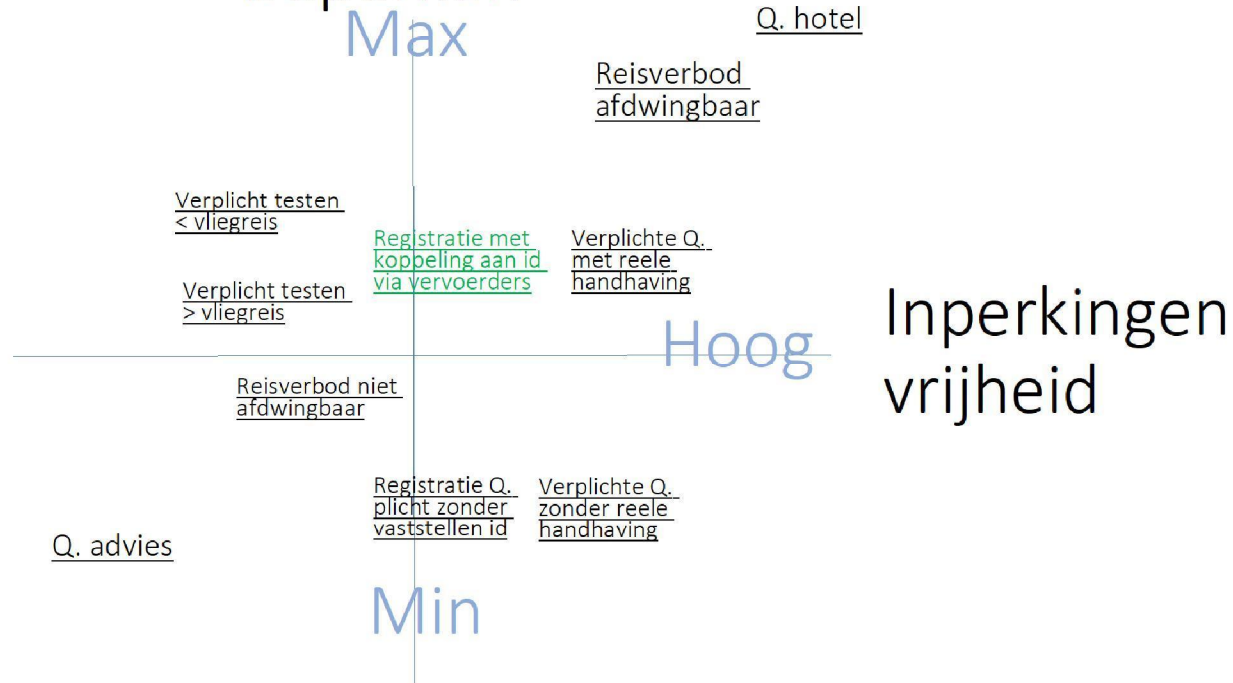 Max
Q. hotel
Reisverbod
afdwingbaar
Verplicht testen
< vliegreis
Registratie met
koppeling aan id
via vervoerders
Verplichte Q.
met reele
handhaving
Verplicht testen
> vliegreis
Hoog
Inperkingen
vrijheid
Reisverbod niet
afdwingbaar
Registratie Q.
plicht zonder
vaststellen id
Verplichte Q.
zonder reele
handhaving
Q. advies
Min